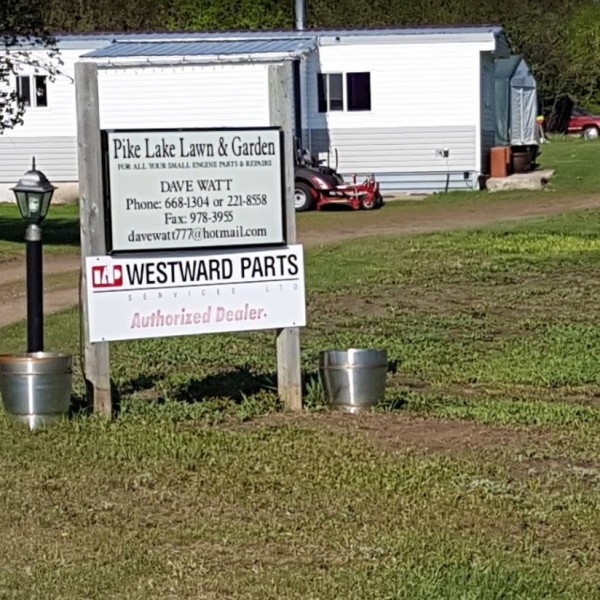 Pike Lake Lawn & Garden
FOR ALL YOUR SMALL ENGINE PARTS & REPAIRS
DAVE WATT
Phone: 668-1304 or 221-8558
Fax: 978-3955
davewatt777@hotmail.com
WESTWARD PARTS
SERVICES LTD
Authorized Dealer.